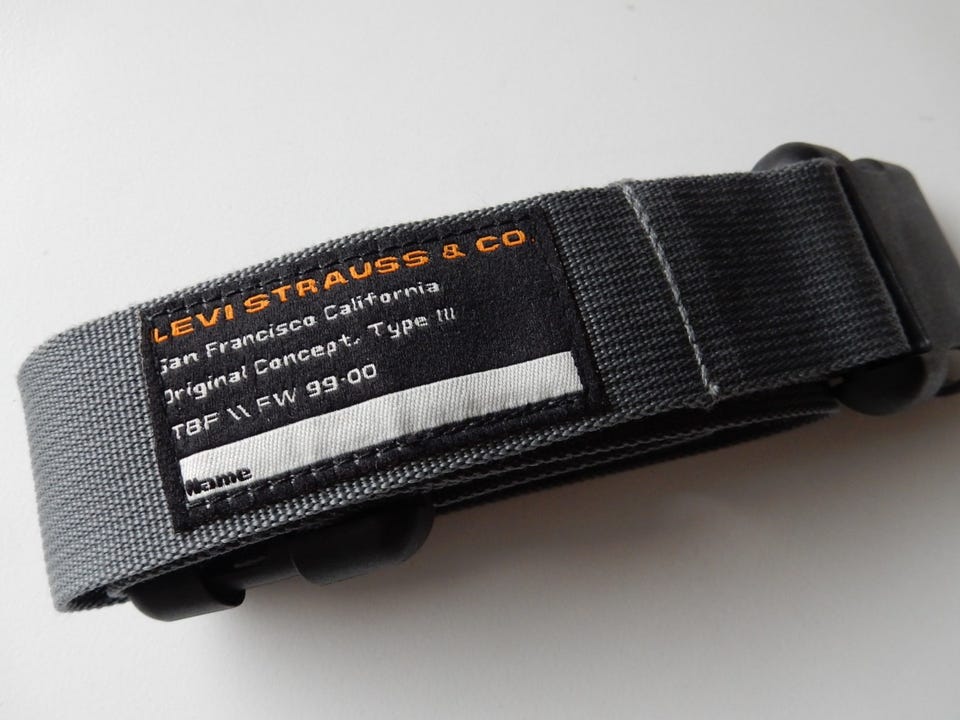 LEVI STRAUSS & CO.
San Francisco California
Original Concept, Type III
TBF \\ FW 99-00
Name